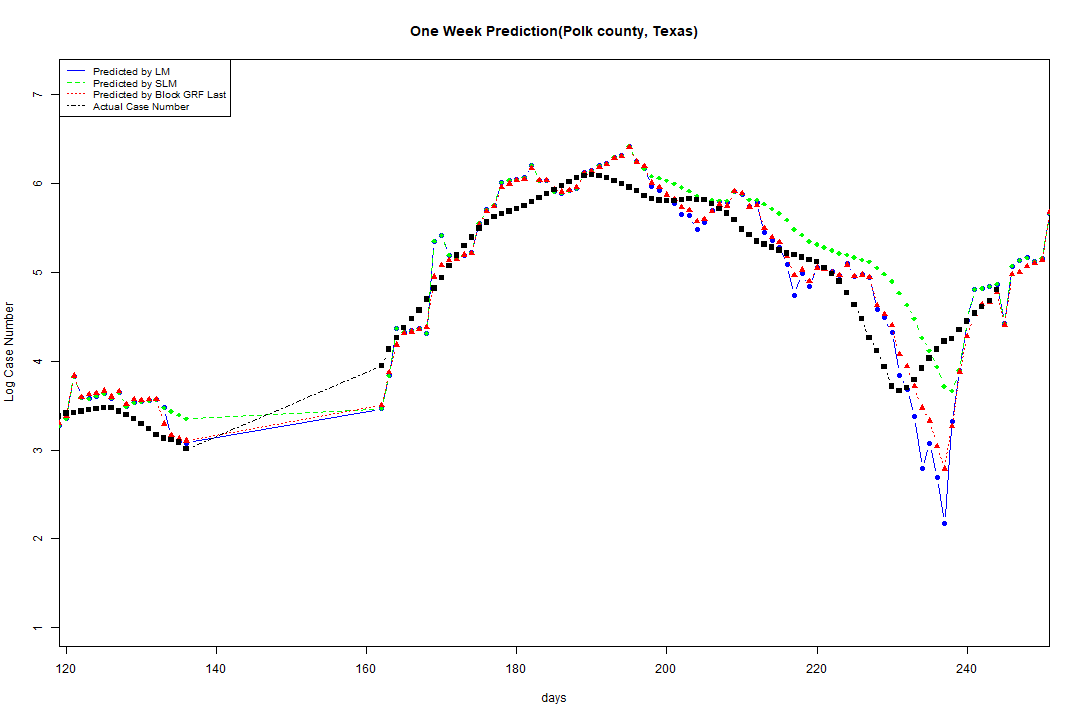 One Week Prediction(Polk county, Texas)
Predicted by LM
Predicted by SLM
Predicted by Block GRF Last
Actual Case Number
7
6
5
4
3
2
1
Log Case Number
120 140 160 180 200 220 240
days